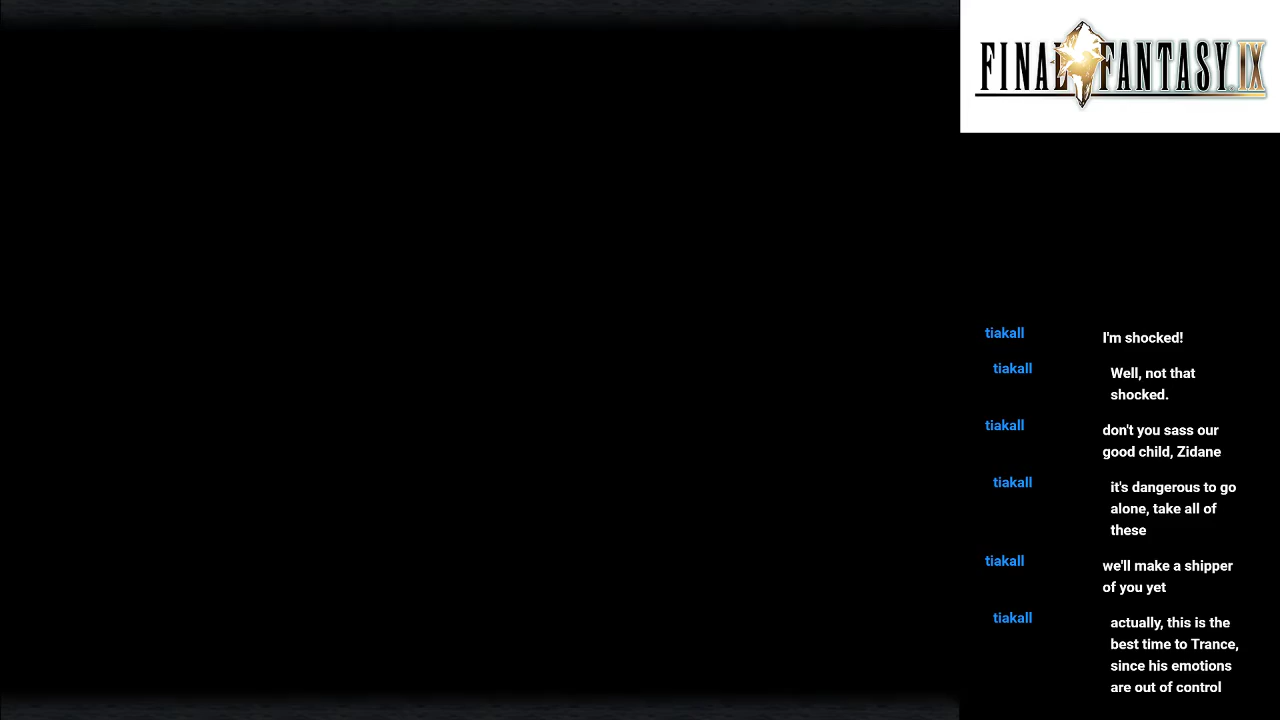 FINAL FANTASY IX
tiakall I'm shocked!
tiakall Well, not that
shocked.
tiakall don't you sass our
good child, Zidane
tiakall it's dangerous to go
alone, take all of
these
tiakall we'll make a shipper
of you yet
tiakall actually, this is the
best time to Trance,
since his emotions
are out of control